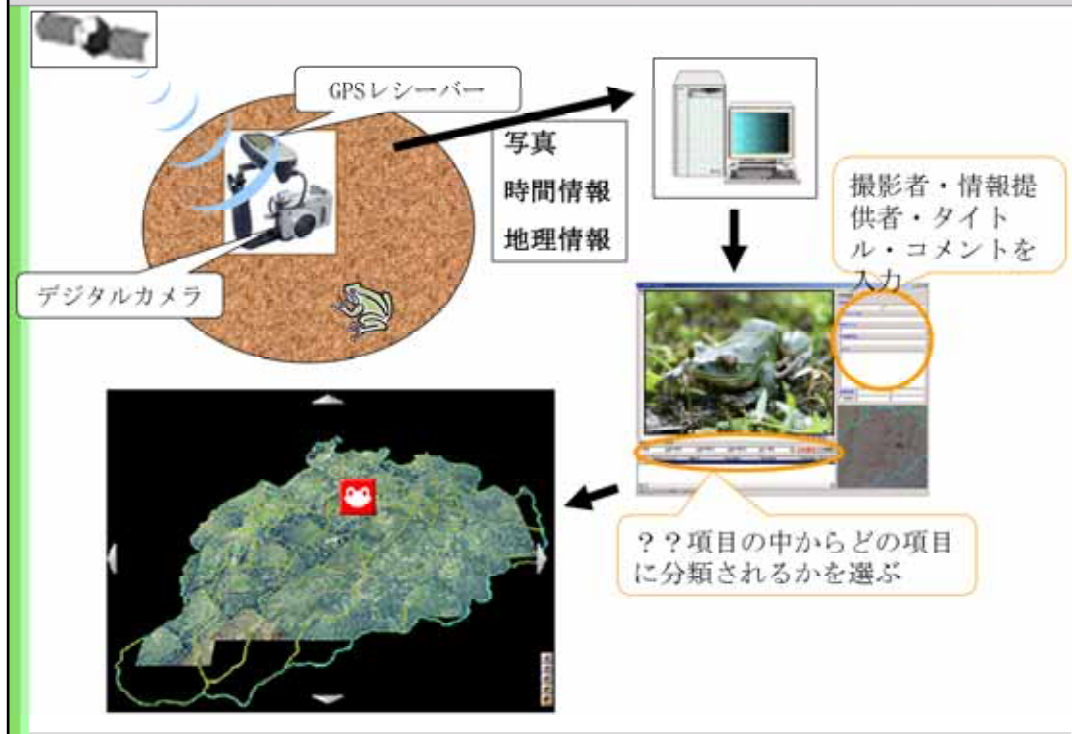 GPSレシーバー
写真
時間情報
地理情報
デジタルカメラ
撮影者・情報提
供者・タイト
ル・コメントを
入力
??項目の中からどの項目
に分類されるかを選ぶ